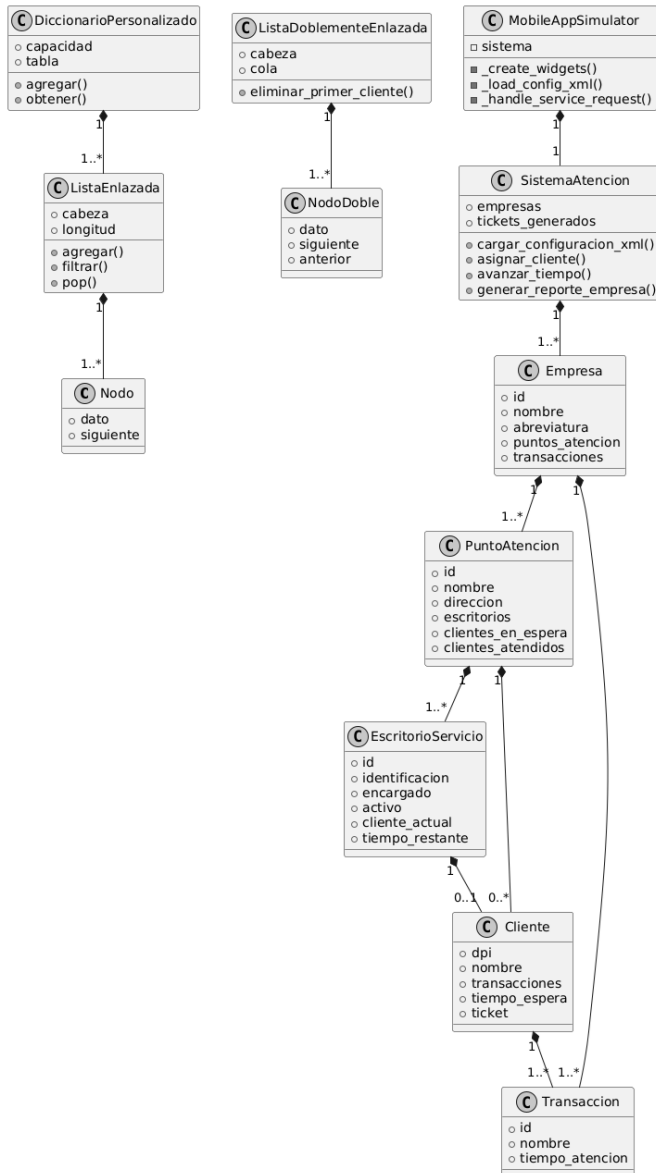 C DiccionarioPersonalizado
capacidad
tabla
agregar()
obtener()
1
1..*
C ListaEnlazada
cabeza
longitud
agregar()
filtrar()
pop()
1
1..*
C Nodo
dato
siguiente
C ListaDoblementeEnlazada
cabeza
cola
eliminar_primer_cliente()
1
1..*
C NodoDoble
dato
siguiente
anterior
C MobileAppSimulator
sistema
_create_widgets()
_load_config_xml()
_handle_service_request()
1
1
C SistemaAtencion
empresas
tickets_generados
cargar_configuracion_xml()
asignar_cliente()
avanzar_tiempo()
generar_reporte_empresa()
1
1..*
C Empresa
id
nombre
abreviatura
puntos_atencion
transacciones
1 1
1..*
C PuntoAtencion
id
nombre
direccion
escritorios
clientes_en_espera
clientes_atendidos
1 1
1..*
C EscritorioServicio
id
identificacion
encargado
activo
cliente_actual
tiempo_restante
1
0..1 0..*
C Cliente
dpi
nombre
transacciones
tiempo_espera
ticket
1
1..* 1..*
C Transaccion
id
nombre
tiempo_atencion